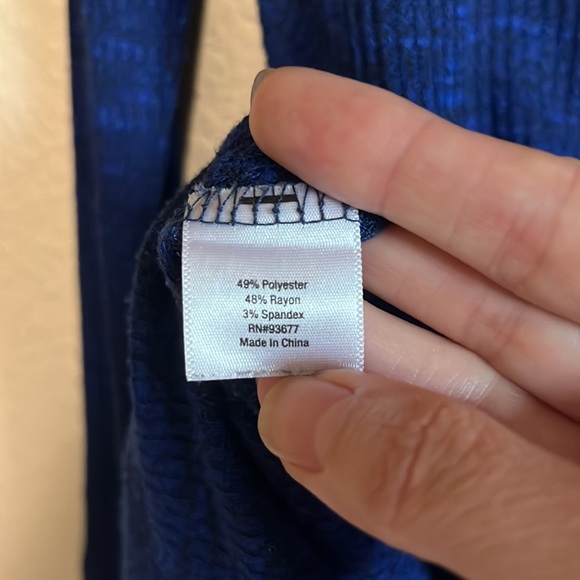 49% Polyester
48% Rayon
3% Spandex
RN#93677
Made In China